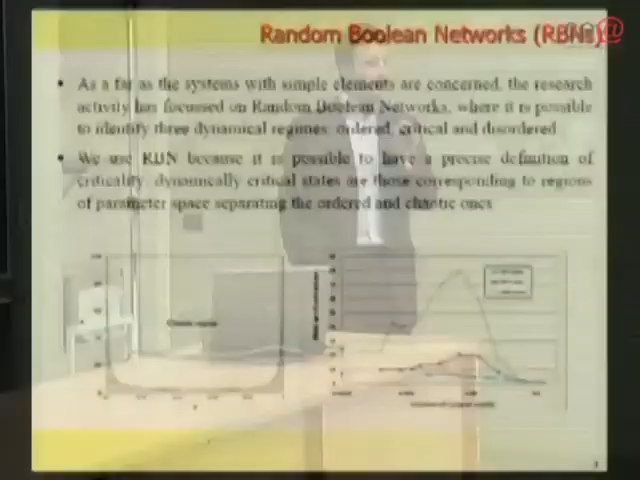 Random Boolean Networks (RBNs)
• As a far as the systems with simple elements are concerned, the research
activity has focussed on Random Boolean Networks, where it is possible
to identify three dynamical regimes: ordered, critical and disordered
• We use RBN because it is possible to have a precise definition of
criticality: dynamically critical states are those corresponding to regions
of parameter space separating the ordered and chaotic ones